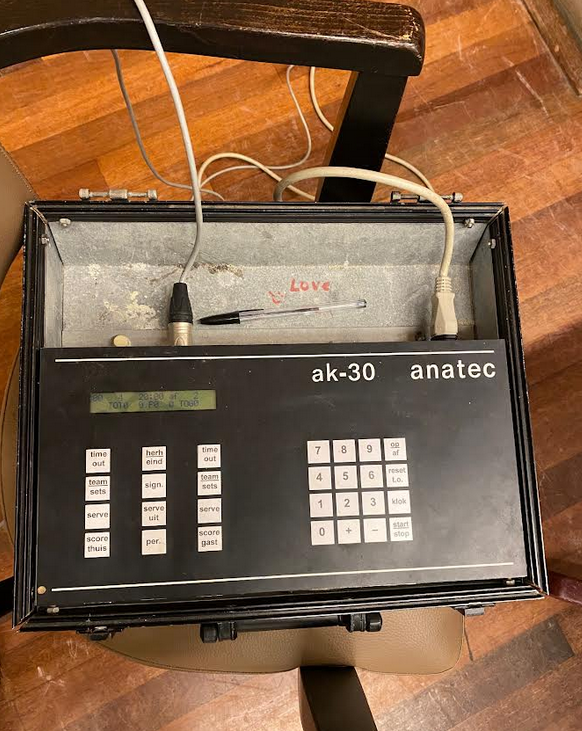 Love
ak-30 anatec
20:00
time
out
herh
eind
time
out
team
sets
sign.
team
sets
serve
serve
uit
serve
score
thuis
per.
score
gast
7 8 9 op
af
4 5 6 reset
t.o.
1 2 3 klok
0 + − start
stop